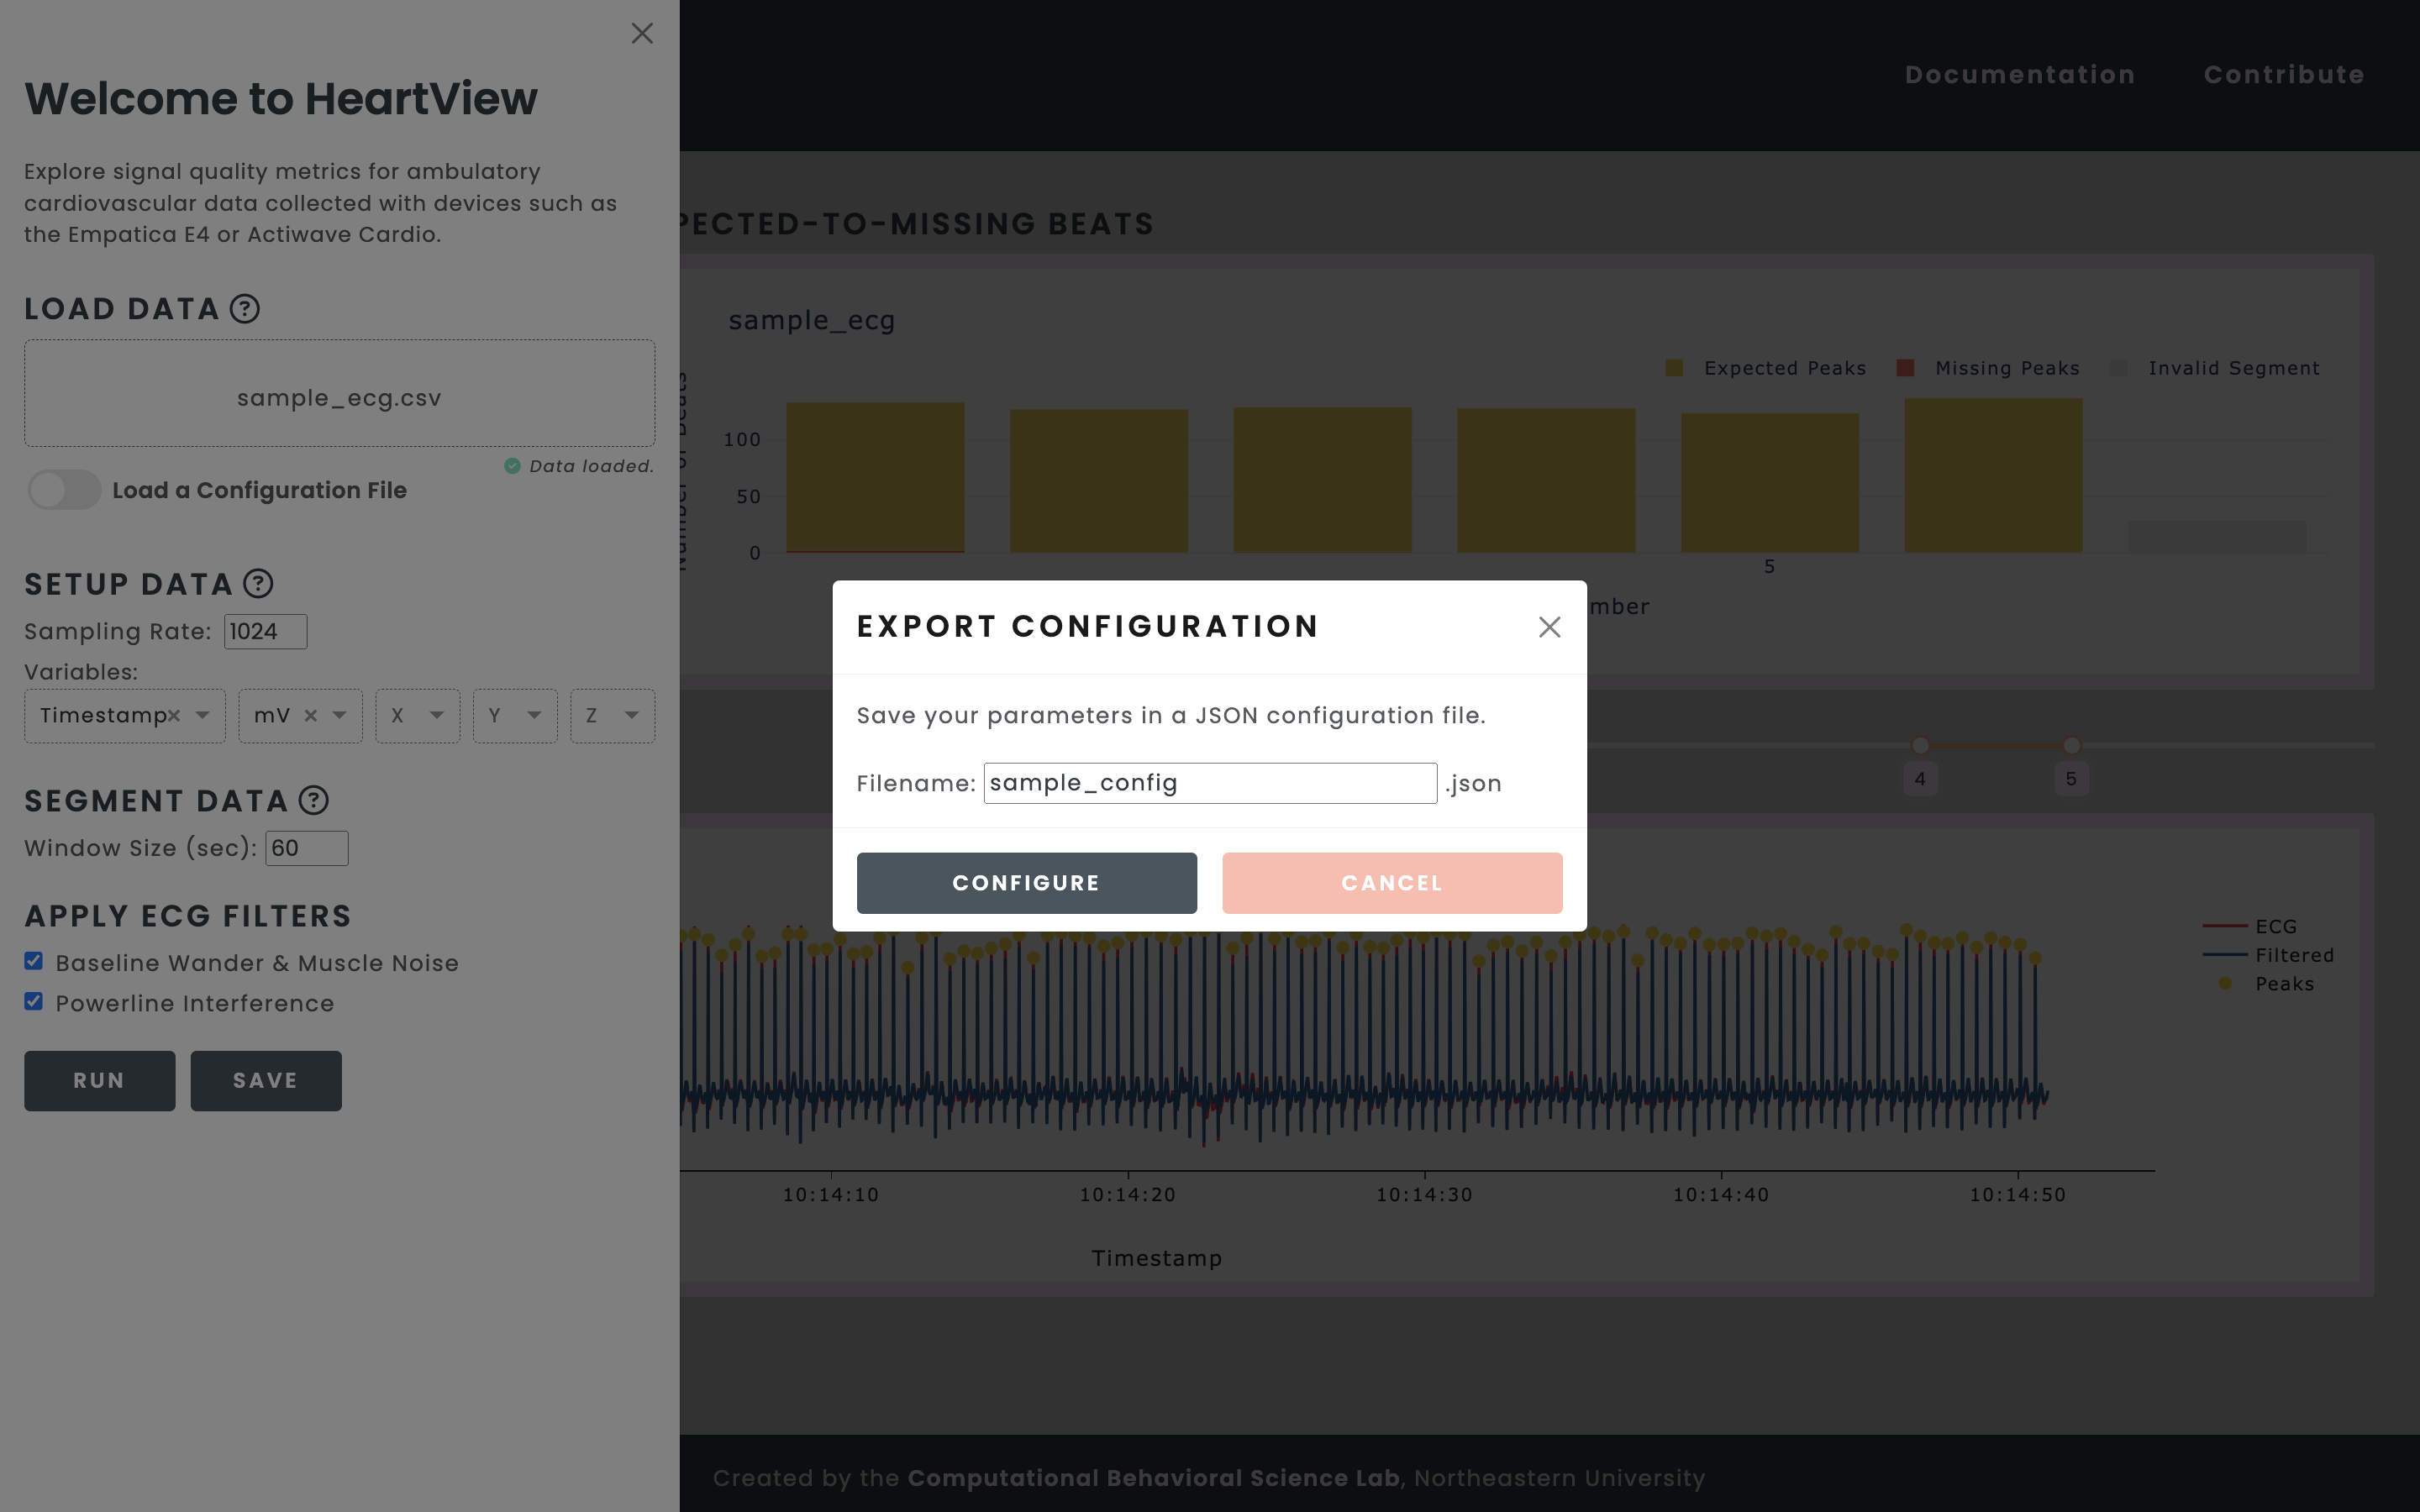 Welcome to HeartView
Explore signal quality metrics for ambulatory
cardiovascular data collected with devices such as
the Empatica E4 or Actiwave Cardio.
LOAD DATA ?
sample_ecg.csv
Data loaded.
Load a Configuration File
SETUP DATA ?
Sampling Rate: 1024
Variables:
Timestamp mV X Y Z
SEGMENT DATA ?
Window Size (sec): 60
APPLY ECG FILTERS
Baseline Wander & Muscle Noise
Powerline Interference
RUN SAVE
Documentation Contribute
PECTED-TO-MISSING BEATS
sample_ecg
Expected Peaks Missing Peaks Invalid Segment
100
50
0
5
mber
EXPORT CONFIGURATION
Save your parameters in a JSON configuration file.
Filename: sample_config .json
CONFIGURE CANCEL
4 5
ECG
Filtered
Peaks
10:14:10 10:14:20 10:14:30 10:14:40 10:14:50
Timestamp
Created by the Computational Behavioral Science Lab, Northeastern University